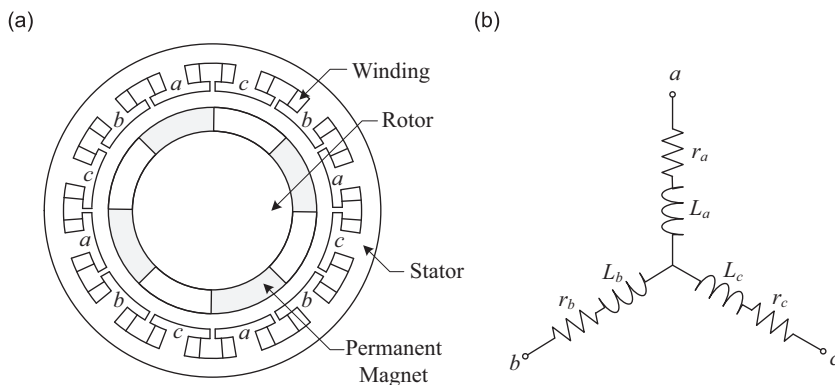 (a)
(b)
a
c
b
b
c
a
a
c
b
b
c
a
Winding
Rotor
Stator
Permanent
Magnet
a
r_a
L_a
L_b
r_b
b
L_c
r_c
c